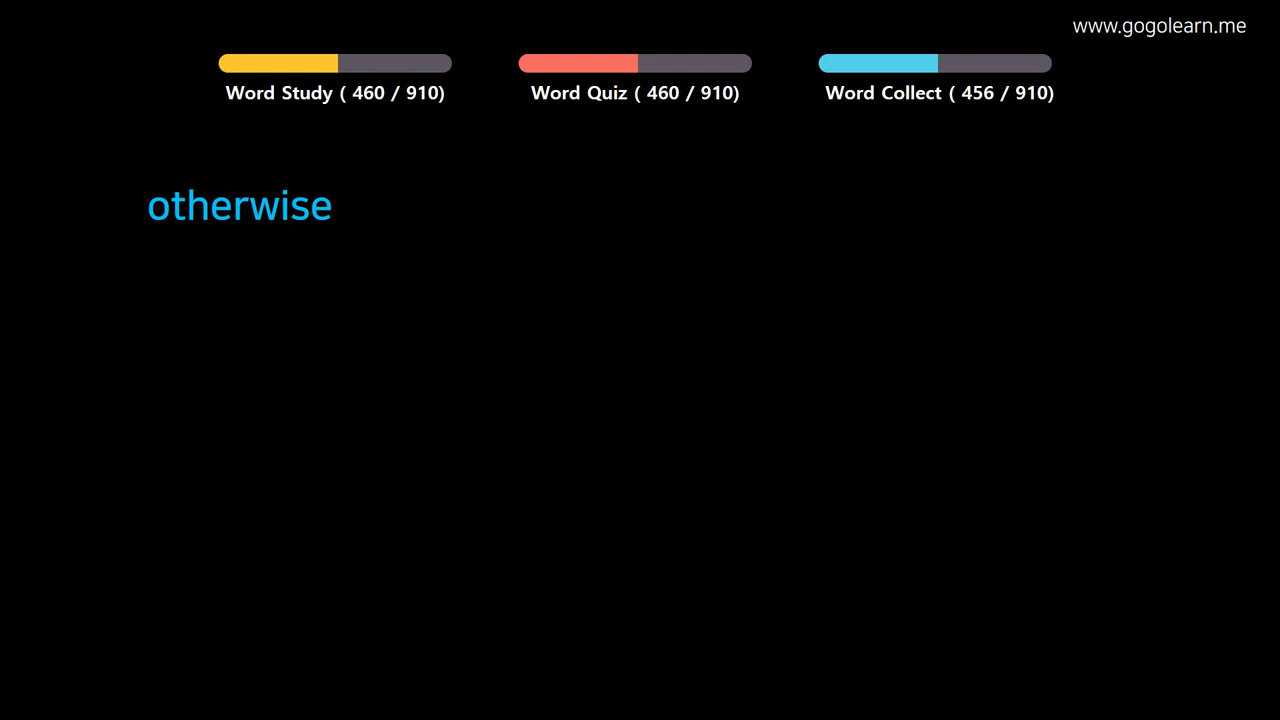 www.gogolearn.me
Word Study ( 460 / 910)
Word Quiz ( 460 / 910)
Word Collect ( 456 / 910)
otherwise